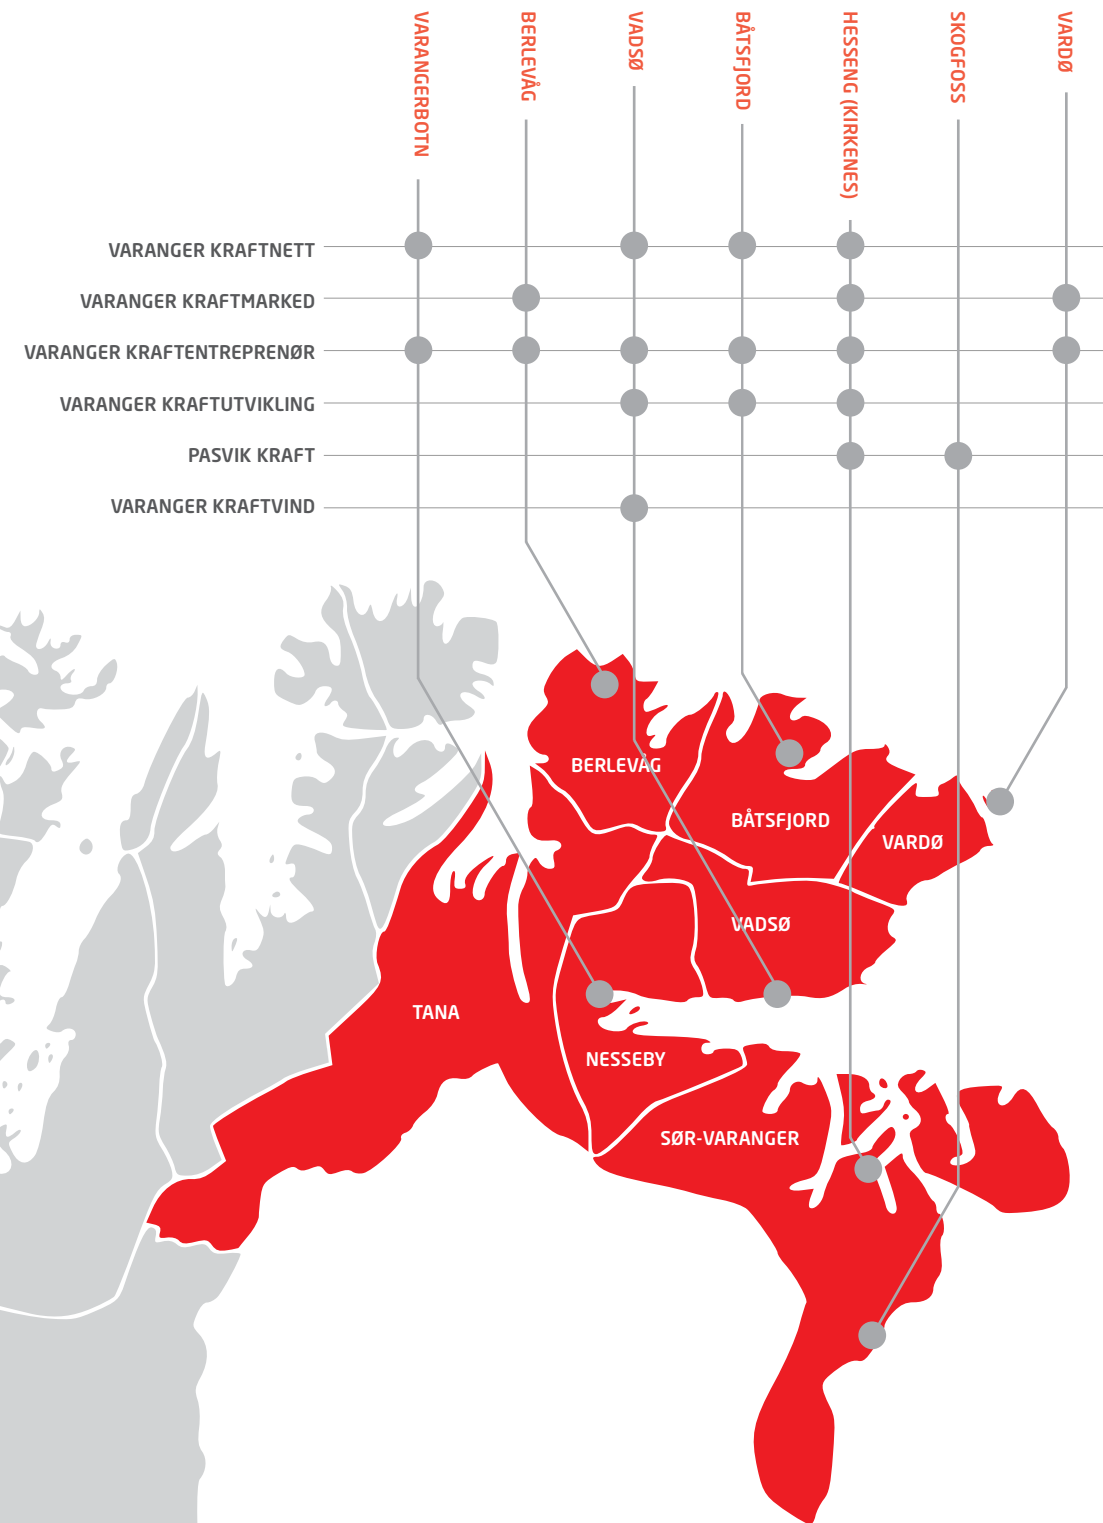 VARANGERBOTN
BERLEVÅG
VADSØ
BÅTSFJORD
HESSENG (KIRKENES)
SKOGFOSS
VARDØ
VARANGER KRAFTNETT
VARANGER KRAFTMARKED
VARANGER KRAFTENTREPRENØR
VARANGER KRAFTUTVIKLING
PASVIK KRAFT
VARANGER KRAFTVIND
BERLEVÅG
BÅTSFJORD
VARDØ
VADSØ
TANA
NESSEBY
SØR-VARANGER